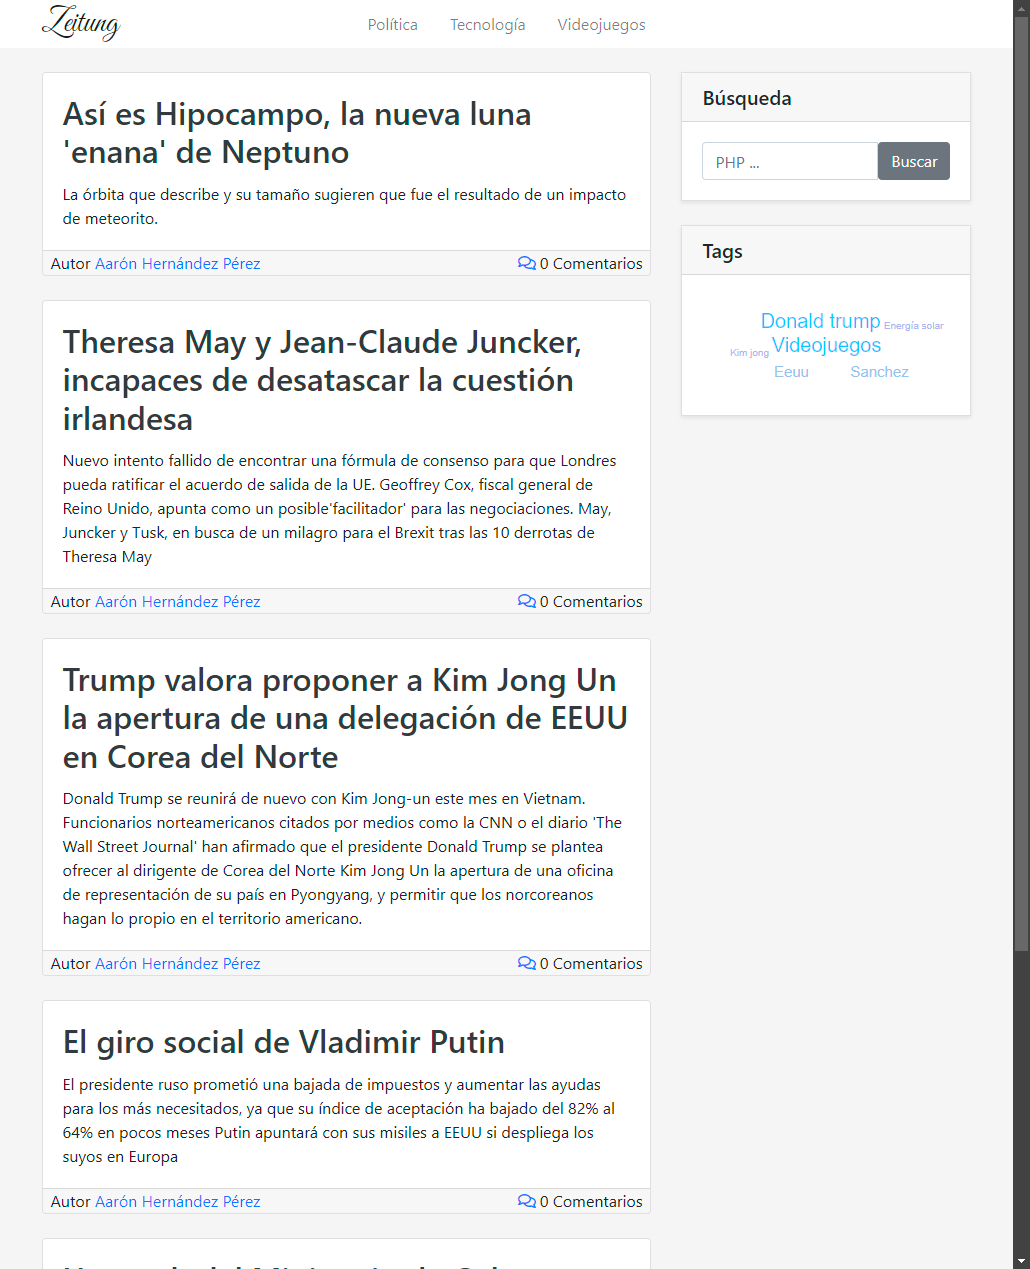 Zeitung
Política
Tecnología
Videojuegos
Así es Hipocampo, la nueva luna
'enana' de Neptuno
La órbita que describe y su tamaño sugieren que fue el resultado de un impacto
de meteorito.
Autor Aarón Hernández Pérez
0 Comentarios
Theresa May y Jean-Claude Juncker,
incapaces de desatascar la cuestión
irlandesa
Nuevo intento fallido de encontrar una fórmula de consenso para que Londres
pueda ratificar el acuerdo de salida de la UE. Geoffrey Cox, fiscal general de
Reino Unido, apunta como un posible'facilitador' para las negociaciones. May,
Juncker y Tusk, en busca de un milagro para el Brexit tras las 10 derrotas de
Theresa May
Autor Aarón Hernández Pérez
0 Comentarios
Trump valora proponer a Kim Jong Un
la apertura de una delegación de EEUU
en Corea del Norte
Donald Trump se reunirá de nuevo con Kim Jong-un este mes en Vietnam.
Funcionarios norteamericanos citados por medios como la CNN o el diario 'The
Wall Street Journal' han afirmado que el presidente Donald Trump se plantea
ofrecer al dirigente de Corea del Norte Kim Jong Un la apertura de una oficina
de representación de su país en Pyongyang, y permitir que los norcoreanos
hagan lo propio en el territorio americano.
Autor Aarón Hernández Pérez
0 Comentarios
El giro social de Vladimir Putin
El presidente ruso prometió una bajada de impuestos y aumentar las ayudas
para los más necesitados, ya que su índice de aceptación ha bajado del 82% al
64% en pocos meses Putin apuntará con sus misiles a EEUU si despliega los
suyos en Europa
Autor Aarón Hernández Pérez
0 Comentarios
Búsqueda
PHP ...
Buscar
Tags
Donald trump
Energía solar
Kim jong
Videojuegos
Eeuu
Sanchez